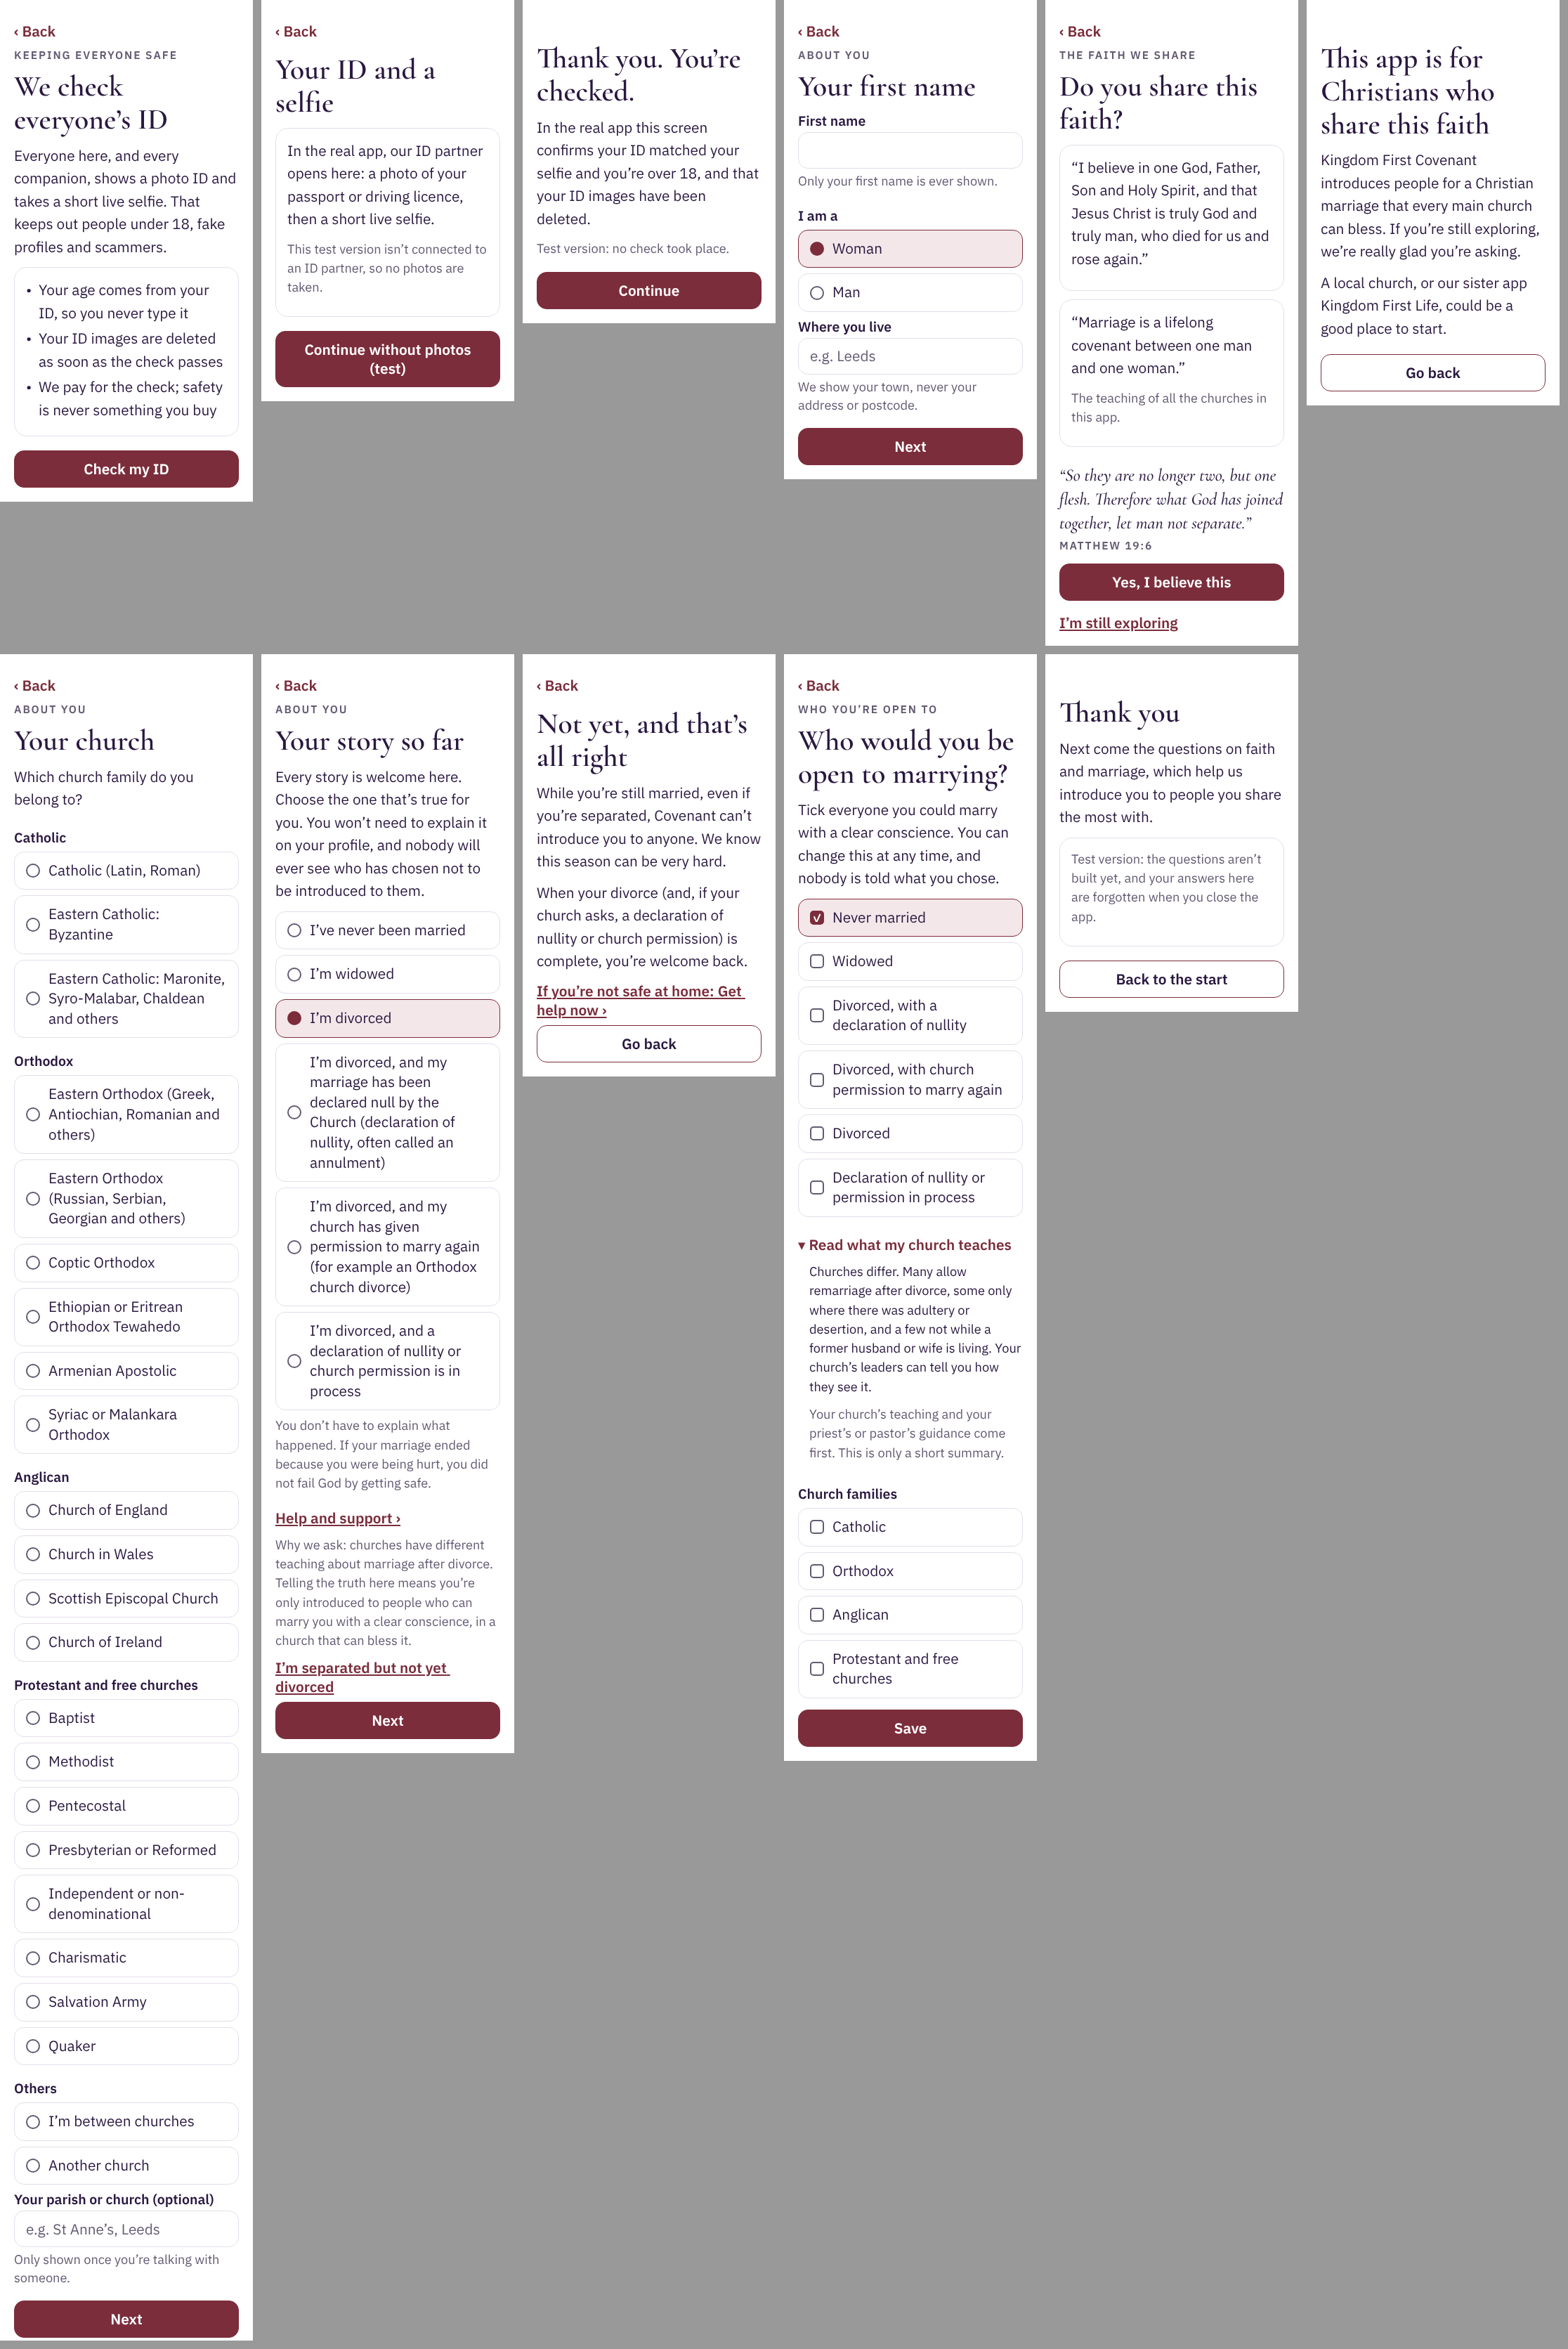 ‹ Back
KEEPING EVERYONE SAFE
We check
everyone’s ID
Everyone here, and every
companion, shows a photo ID and
takes a short live selfie. That
keeps out people under 18, fake
profiles and scammers.
• Your age comes from your
ID, so you never type it
• Your ID images are deleted
as soon as the check passes
• We pay for the check; safety
is never something you buy
Check my ID
‹ Back
Your ID and a
selfie
In the real app, our ID partner
opens here: a photo of your
passport or driving licence,
then a short live selfie.
This test version isn’t connected to
an ID partner, so no photos are
taken.
Continue without photos
(test)
Thank you. You’re
checked.
In the real app this screen
confirms your ID matched your
selfie and you’re over 18, and that
your ID images have been
deleted.
Test version: no check took place.
Continue
‹ Back
ABOUT YOU
Your first name
First name
Only your first name is ever shown.
I am a
Woman
Man
Where you live
e.g. Leeds
We show your town, never your
address or postcode.
Next
‹ Back
THE FAITH WE SHARE
Do you share this
faith?
“I believe in one God, Father,
Son and Holy Spirit, and that
Jesus Christ is truly God and
truly man, who died for us and
rose again.”
“Marriage is a lifelong
covenant between one man
and one woman.”
The teaching of all the churches in
this app.
“So they are no longer two, but one
flesh. Therefore what God has joined
together, let man not separate.”
MATTHEW 19:6
Yes, I believe this
I’m still exploring
This app is for
Christians who
share this faith
Kingdom First Covenant
introduces people for a Christian
marriage that every main church
can bless. If you’re still exploring,
we’re really glad you’re asking.
A local church, or our sister app
Kingdom First Life, could be a
good place to start.
Go back
‹ Back
ABOUT YOU
Your church
Which church family do you
belong to?
Catholic
Catholic (Latin, Roman)
Eastern Catholic:
Byzantine
Eastern Catholic: Maronite,
Syro-Malabar, Chaldean
and others
Orthodox
Eastern Orthodox (Greek,
Antiochian, Romanian and
others)
Eastern Orthodox
(Russian, Serbian,
Georgian and others)
Coptic Orthodox
Ethiopian or Eritrean
Orthodox Tewahedo
Armenian Apostolic
Syriac or Malankara
Orthodox
Anglican
Church of England
Church in Wales
Scottish Episcopal Church
Church of Ireland
Protestant and free churches
Baptist
Methodist
Pentecostal
Presbyterian or Reformed
Independent or non-
denominational
Charismatic
Salvation Army
Quaker
Others
I’m between churches
Another church
Your parish or church (optional)
e.g. St Anne’s, Leeds
Only shown once you’re talking with
someone.
Next
‹ Back
ABOUT YOU
Your story so far
Every story is welcome here.
Choose the one that’s true for
you. You won’t need to explain it
on your profile, and nobody will
ever see who has chosen not to
be introduced to them.
I’ve never been married
I’m widowed
I’m divorced
I’m divorced, and my
marriage has been
declared null by the
Church (declaration of
nullity, often called an
annulment)
I’m divorced, and my
church has given
permission to marry again
(for example an Orthodox
church divorce)
I’m divorced, and a
declaration of nullity or
church permission is in
process
You don’t have to explain what
happened. If your marriage ended
because you were being hurt, you did
not fail God by getting safe.
Help and support ›
Why we ask: churches have different
teaching about marriage after divorce.
Telling the truth here means you’re
only introduced to people who can
marry you with a clear conscience, in a
church that can bless it.
I’m separated but not yet
divorced
Next
‹ Back
Not yet, and that’s
all right
While you’re still married, even if
you’re separated, Covenant can’t
introduce you to anyone. We know
this season can be very hard.
When your divorce (and, if your
church asks, a declaration of
nullity or church permission) is
complete, you’re welcome back.
If you’re not safe at home: Get
help now ›
Go back
‹ Back
WHO YOU’RE OPEN TO
Who would you be
open to marrying?
Tick everyone you could marry
with a clear conscience. You can
change this at any time, and
nobody is told what you chose.
Never married
Widowed
Divorced, with a
declaration of nullity
Divorced, with church
permission to marry again
Divorced
Declaration of nullity or
permission in process
▾ Read what my church teaches
Churches differ. Many allow
remarriage after divorce, some only
where there was adultery or
desertion, and a few not while a
former husband or wife is living. Your
church’s leaders can tell you how
they see it.
Your church’s teaching and your
priest’s or pastor’s guidance come
first. This is only a short summary.
Church families
Catholic
Orthodox
Anglican
Protestant and free
churches
Save
Thank you
Next come the questions on faith
and marriage, which help us
introduce you to people you share
the most with.
Test version: the questions aren’t
built yet, and your answers here
are forgotten when you close the
app.
Back to the start